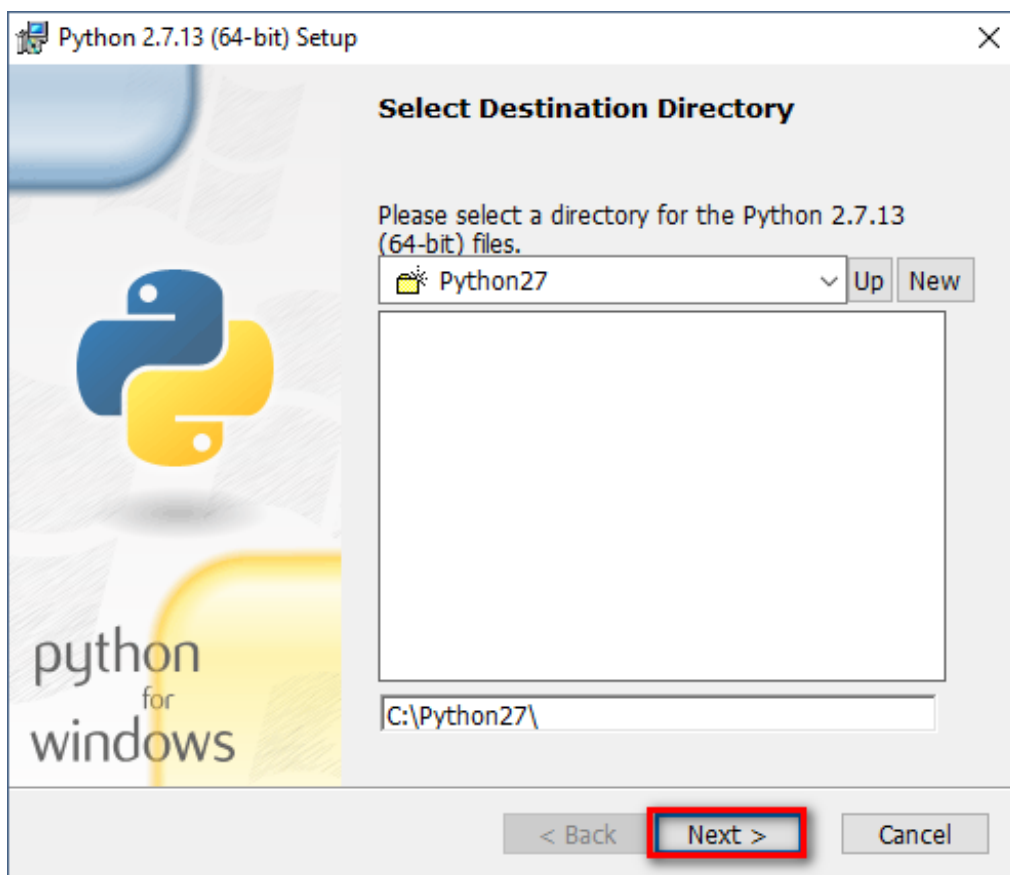 Python 2.7.13 (64-bit) Setup
Select Destination Directory
Please select a directory for the Python 2.7.13
(64-bit) files.
Python27
Up
New
C:\Python27\
python
for
windows
< Back
Next >
Cancel